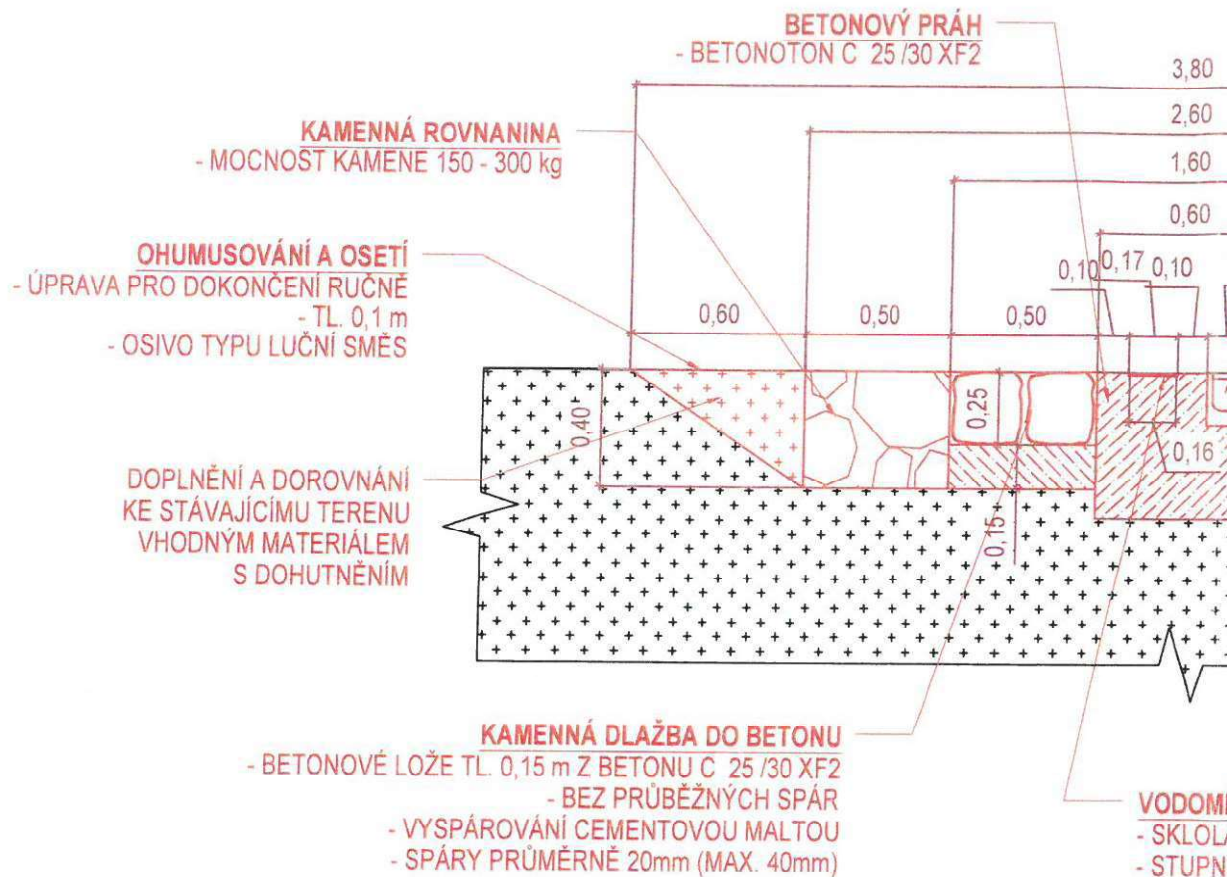 BETONOVÝ PRÁH
- BETONOTON C 25 /30 XF2
3,80
2,60
KAMENNÁ ROVNANINA
- MOCNOST KAMENE 150 - 300 kg
1,60
0,60
OHUMUSOVÁNÍ A OSETÍ
- ÚPRAVA PRO DOKONČENÍ RUČNĚ
- TL. 0,1 m
- OSIVO TYPU LUČNÍ SMĚS
0,10 0,17 0,10
0,60 0,50 0,50
0,40
0,25
0,16
0,15
DOPLNĚNÍ A DOROVNÁNÍ
KE STÁVAJÍCÍMU TERENU
VHODNÝM MATERIÁLEM
S DOHUTNĚNÍM
KAMENNÁ DLAŽBA DO BETONU
- BETONOVÉ LOŽE TL. 0,15 m Z BETONU C 25 /30 XF2
- BEZ PRŮBĚŽNÝCH SPÁR
- VYSPÁROVÁNÍ CEMENTOVOU MALTOU
- SPÁRY PRŮMĚRNĚ 20mm (MAX. 40mm)
VODOM
- SKLOL
- STUPN